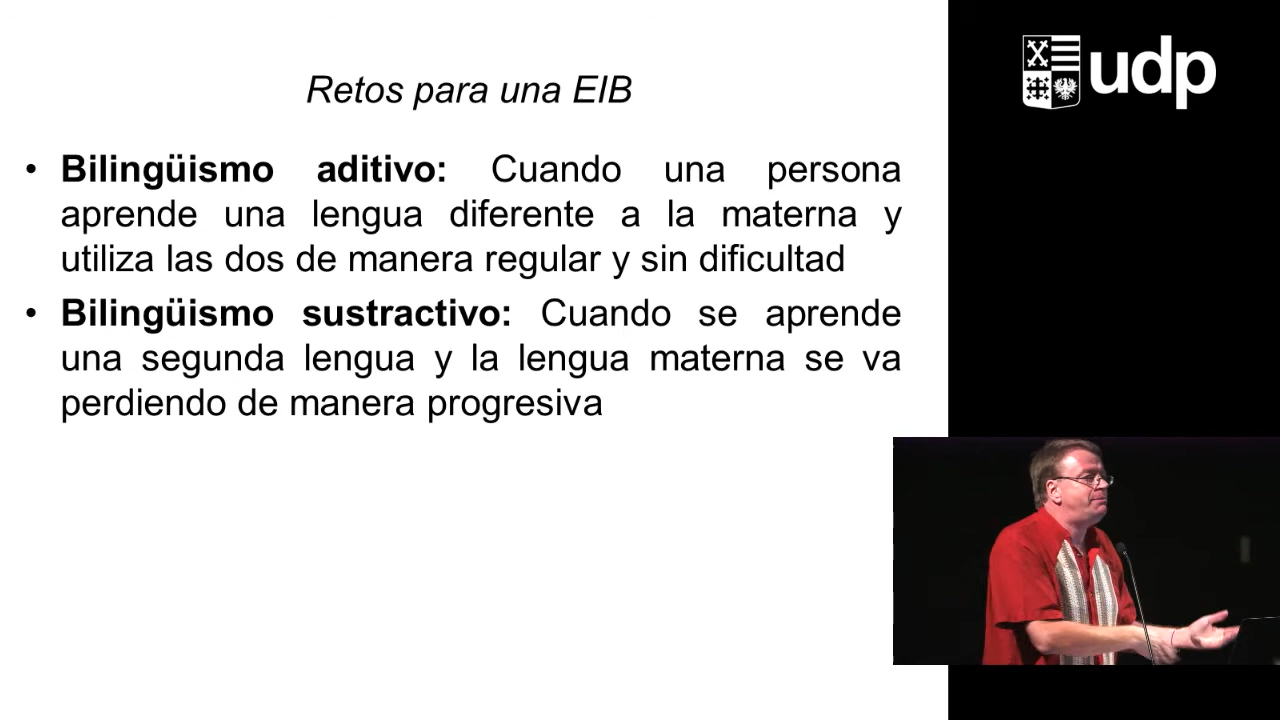 Retos para una EIB
udp
• Bilingüismo aditivo: Cuando una persona
aprende una lengua diferente a la materna y
utiliza las dos de manera regular y sin dificultad
• Bilingüismo sustractivo: Cuando se aprende
una segunda lengua y la lengua materna se va
perdiendo de manera progresiva